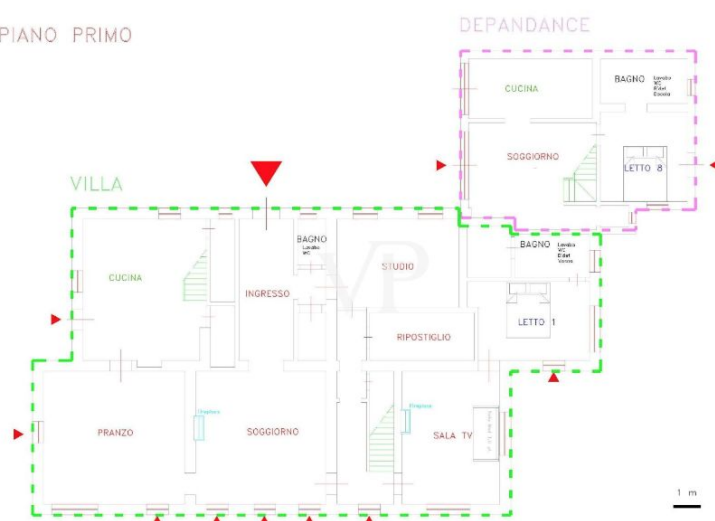 PIANO PRIMO
DEPANDANCE
CUCINA
BAGNO
Lavabo
WC
Bidet
Doccia
SOGGIORNO
LETTO 8
VILLA
CUCINA
BAGNO
Lavabo
WC
STUDIO
BAGNO
Lavabo
WC
Bidet
Vasca
INGRESSO
VP
LETTO 1
RIPOSTIGLIO
Fireplace
Fireplace
PRANZO
SOGGIORNO
SALA TV
1 m